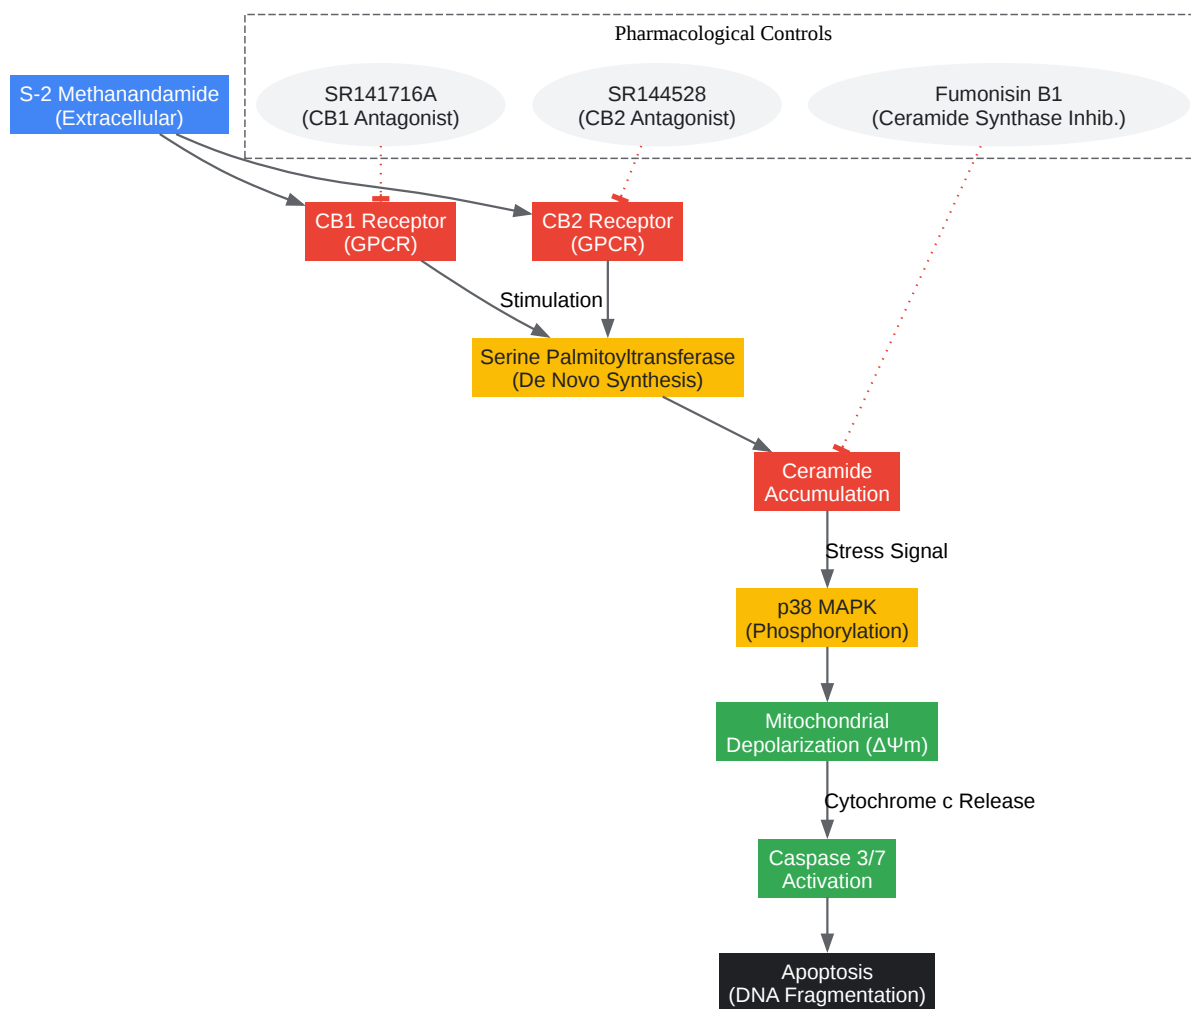 Pharmacological Controls
S-2 Methanandamide
(Extracellular)
SR141716A
(CB1 Antagonist)
SR144528
(CB2 Antagonist)
Fumonisin B1
(Ceramide Synthase Inhib.)
CB1 Receptor
(GPCR)
CB2 Receptor
(GPCR)
Stimulation
Serine Palmitoyltransferase
(De Novo Synthesis)
Ceramide
Accumulation
Stress Signal
p38 MAPK
(Phosphorylation)
Mitochondrial
Depolarization (ΔΨm)
Cytochrome c Release
Caspase 3/7
Activation
Apoptosis
(DNA Fragmentation)